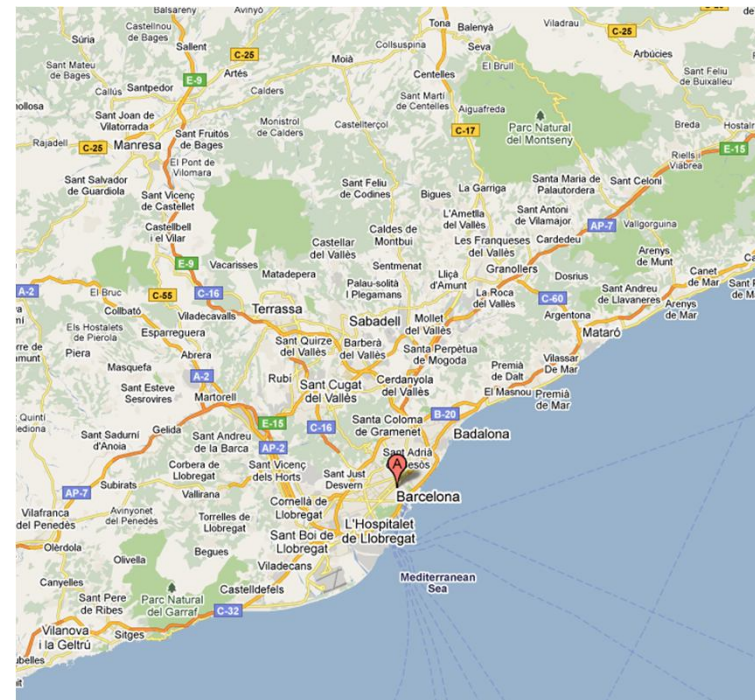 Balsareny
Avinyó
Castellnou
de Bages
Súria
Sallent
C-25
Tona
Balenyà
Seva
Viladrau
C-25
Collsuspina
El Brull
Arbúcies
Moià
Sant Mateu
de Bages
Callús
Santpedor
E-9
Artés
Calders
Centelles
Sant Martí
de Centelles
Aiguafreda
Sant Feliu
de Buixalleu
Sant Joan de
Vilatorrada
C-25
Manresa
Rajadell
Sant Fruitós
de Bages
Monistrol
de Calders
Castellterçol
C-17
Parc Natural
del Montseny
Breda
E-15
El Pont de
Vilomara
Riells
Viabrea
Sant Salvador
de Guardiola
Sant Vicenç
de Castellet
Sant Feliu
de Codines
Bigues
La Garriga
Santa Maria de
Palautordera
Sant Celoni
Castellbell
i el Vilar
L'Ametlla
del Vallès
Sant Antoni
de Vilamajor
AP-7
Vallgorguina
Castellar
del Vallès
Caldes de
Montbui
Les Franqueses
del Vallès
Cardedeu
Arenys
de Munt
E-9
Vacarisses
Matadepera
Sentmenat
Lliçà
d'Amunt
Granollers
Dosrius
Canet
de Mar
A-2
El Bruc
C-55
C-16
Palau-solità
i Plegamans
La Roca
del Vallès
C-60
Sant Andreu
de Llavaneres
Arenys
de Mar
Collbató
Viladecavalls
Terrassa
Sabadell
Mollet
del Vallès
Argentona
Mataró
Els Hostalets
de Pierola
Esparreguera
Piera
Abrera
Sant Quirze
del Vallès
Barberà
del Vallès
Santa Perpètua
de Mogoda
Masquefa
A-2
Rubí
Sant Cugat
del Vallès
Cerdanyola
del Vallès
Premià
de Dalt
Vilassar
De Mar
Sant Esteve
Sesrovires
Martorell
El Masnou
Premià
de Mar
E-15
C-16
Santa Coloma
de Gramenet
B-20
Badalona
Sant Sadurní
d'Anoia
Gelida
Sant Andreu
de la Barca
AP-2
Sant Adrià
Corbera de
Llobregat
Sant Vicenç
dels Horts
Sant Just
Desvern
A
Barcelona
AP-7
Subirats
Vallirana
Cornellà de
Llobregat
Vilafranca
del Penedès
Avinyonet
del Penedès
Torrelles de
Llobregat
L'Hospitalet
de Llobregat
Olèrdola
Olivella
Begues
Sant Boi de
Llobregat
Viladecans
Mediterranean
Sea
Canyelles
Sant Pere
de Ribes
Parc Natural
del Garraf
Castelldefels
C-32
Vilanova
i la Geltrú
Sitges